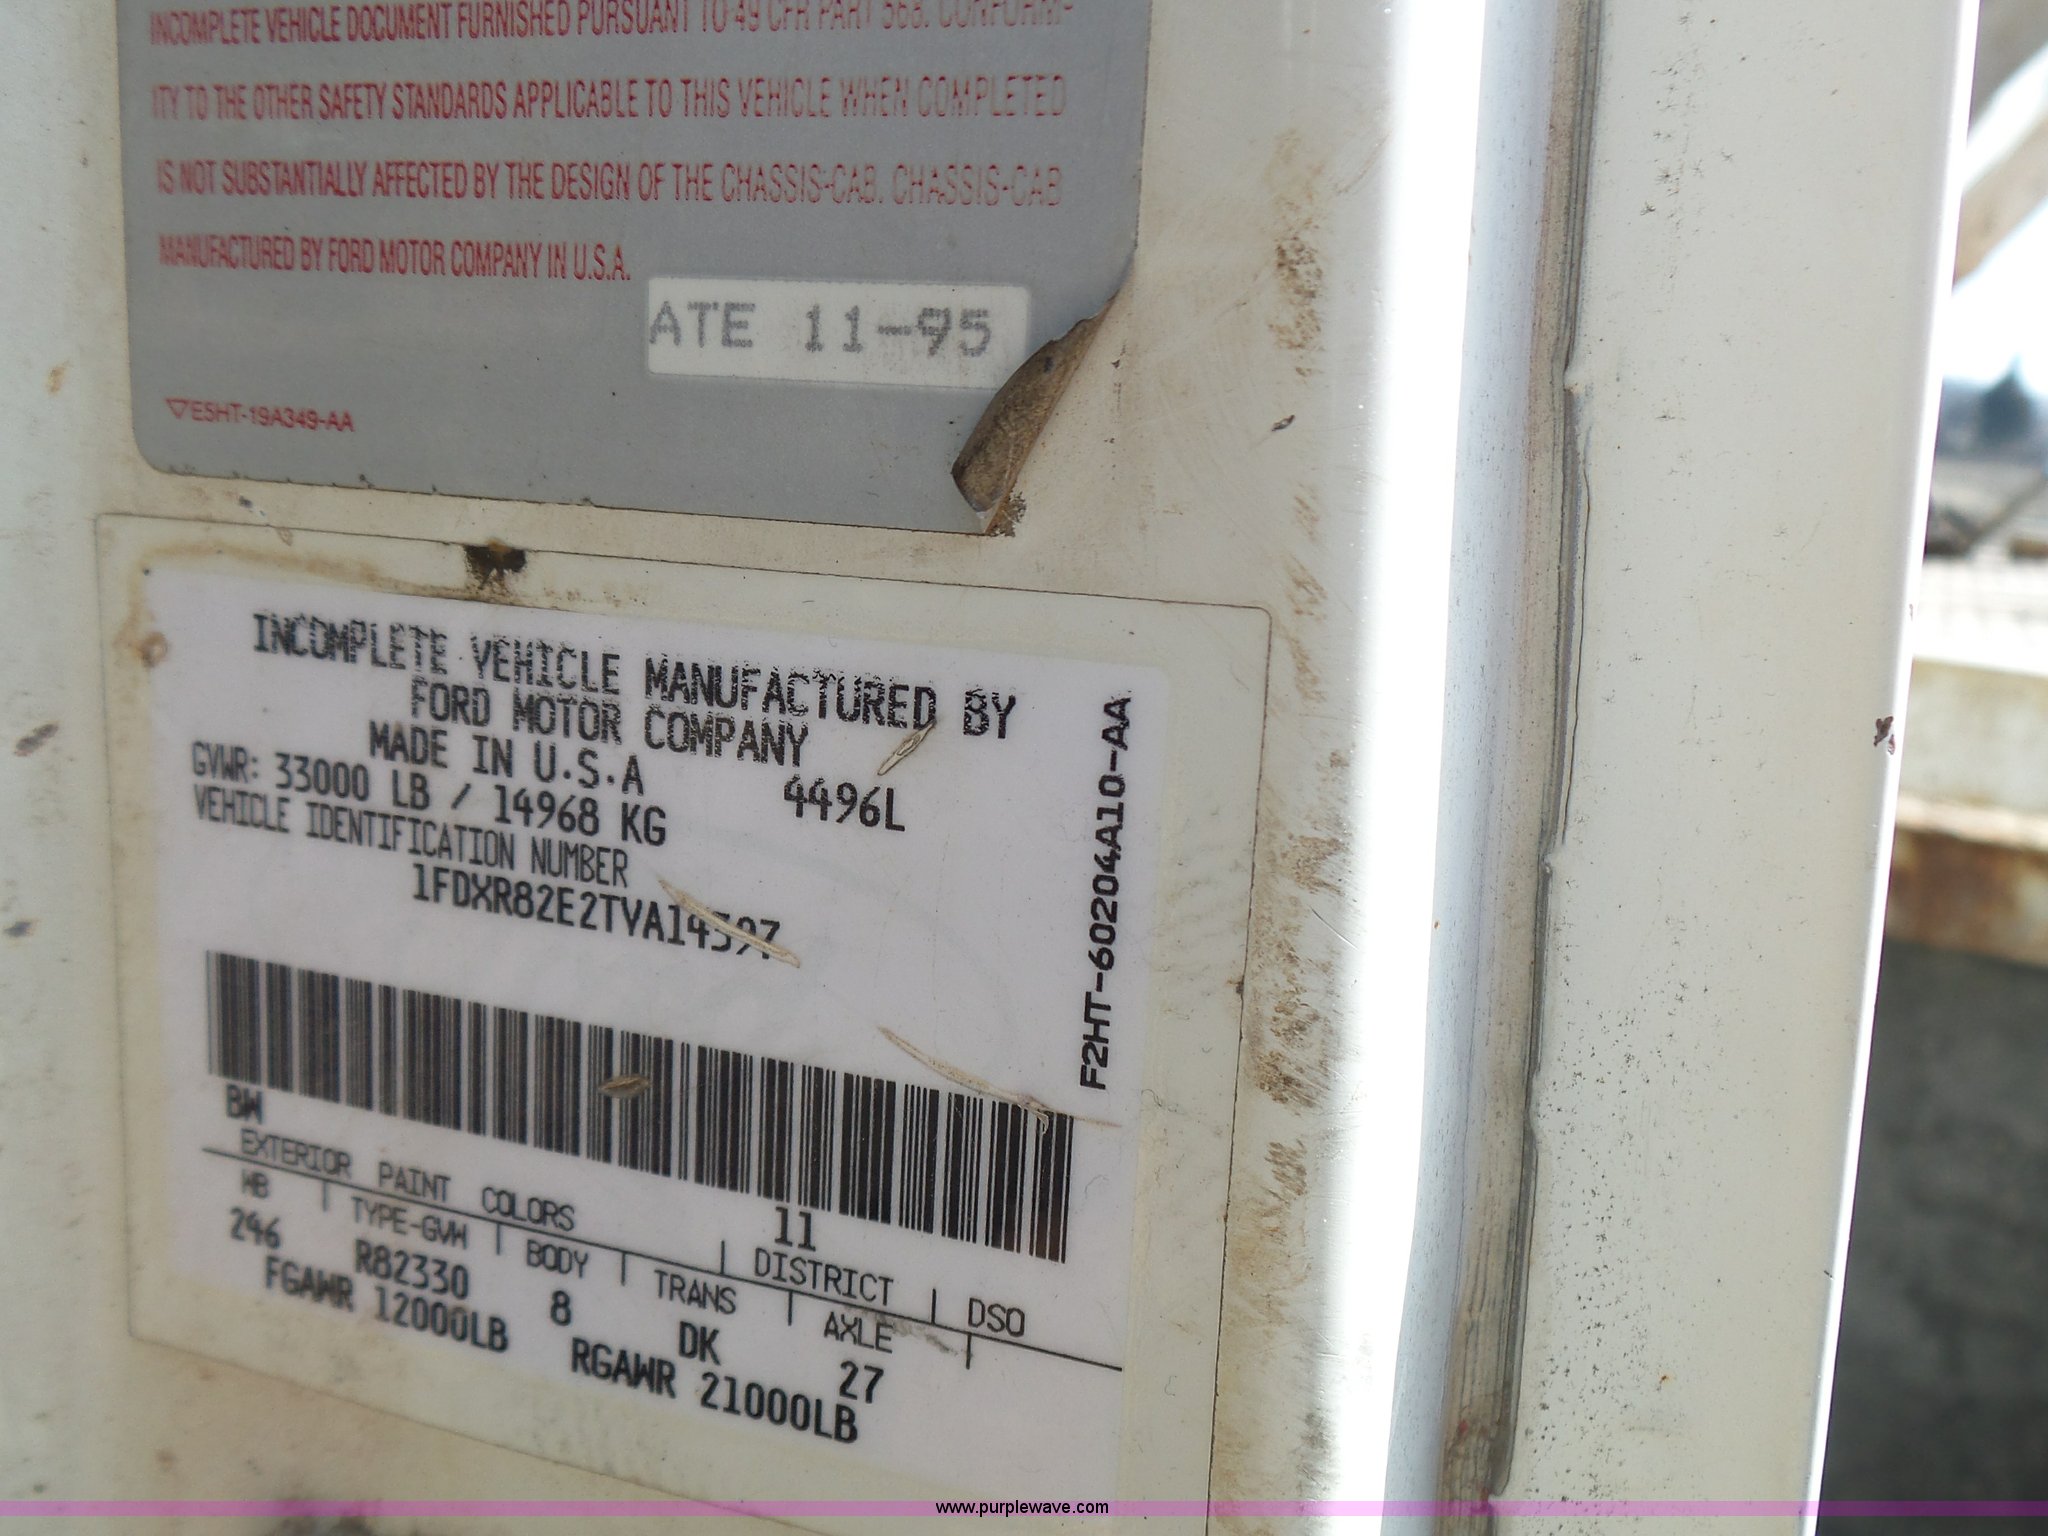 INCOMPLETE VEHICLE DOCUMENT FURNISHED PURSUANT TO 49 CFR PART 568. CONFORM-
ITY TO THE OTHER SAFETY STANDARDS APPLICABLE TO THIS VEHICLE WHEN COMPLETED
IS NOT SUBSTANTIALLY AFFECTED BY THE DESIGN OF THE CHASSIS-CAB. CHASSIS-CAB
MANUFACTURED BY FORD MOTOR COMPANY IN U.S.A.
ATE 11-95
▽E5HT-19A349-AA
INCOMPLETE VEHICLE MANUFACTURED BY
FORD MOTOR COMPANY
MADE IN U.S.A
GVWR: 33000 LB / 14968 KG 4496L
VEHICLE IDENTIFICATION NUMBER
1FDXR82E2TVA14597
F2HT-60204A10-AA
BW 11
EXTERIOR PAINT COLORS DISTRICT DSO
WB TYPE-GVW BODY TRANS AXLE
246 R82330 8 DK 27
FGAWR 12000LB RGAWR 21000LB
www.purplewave.com